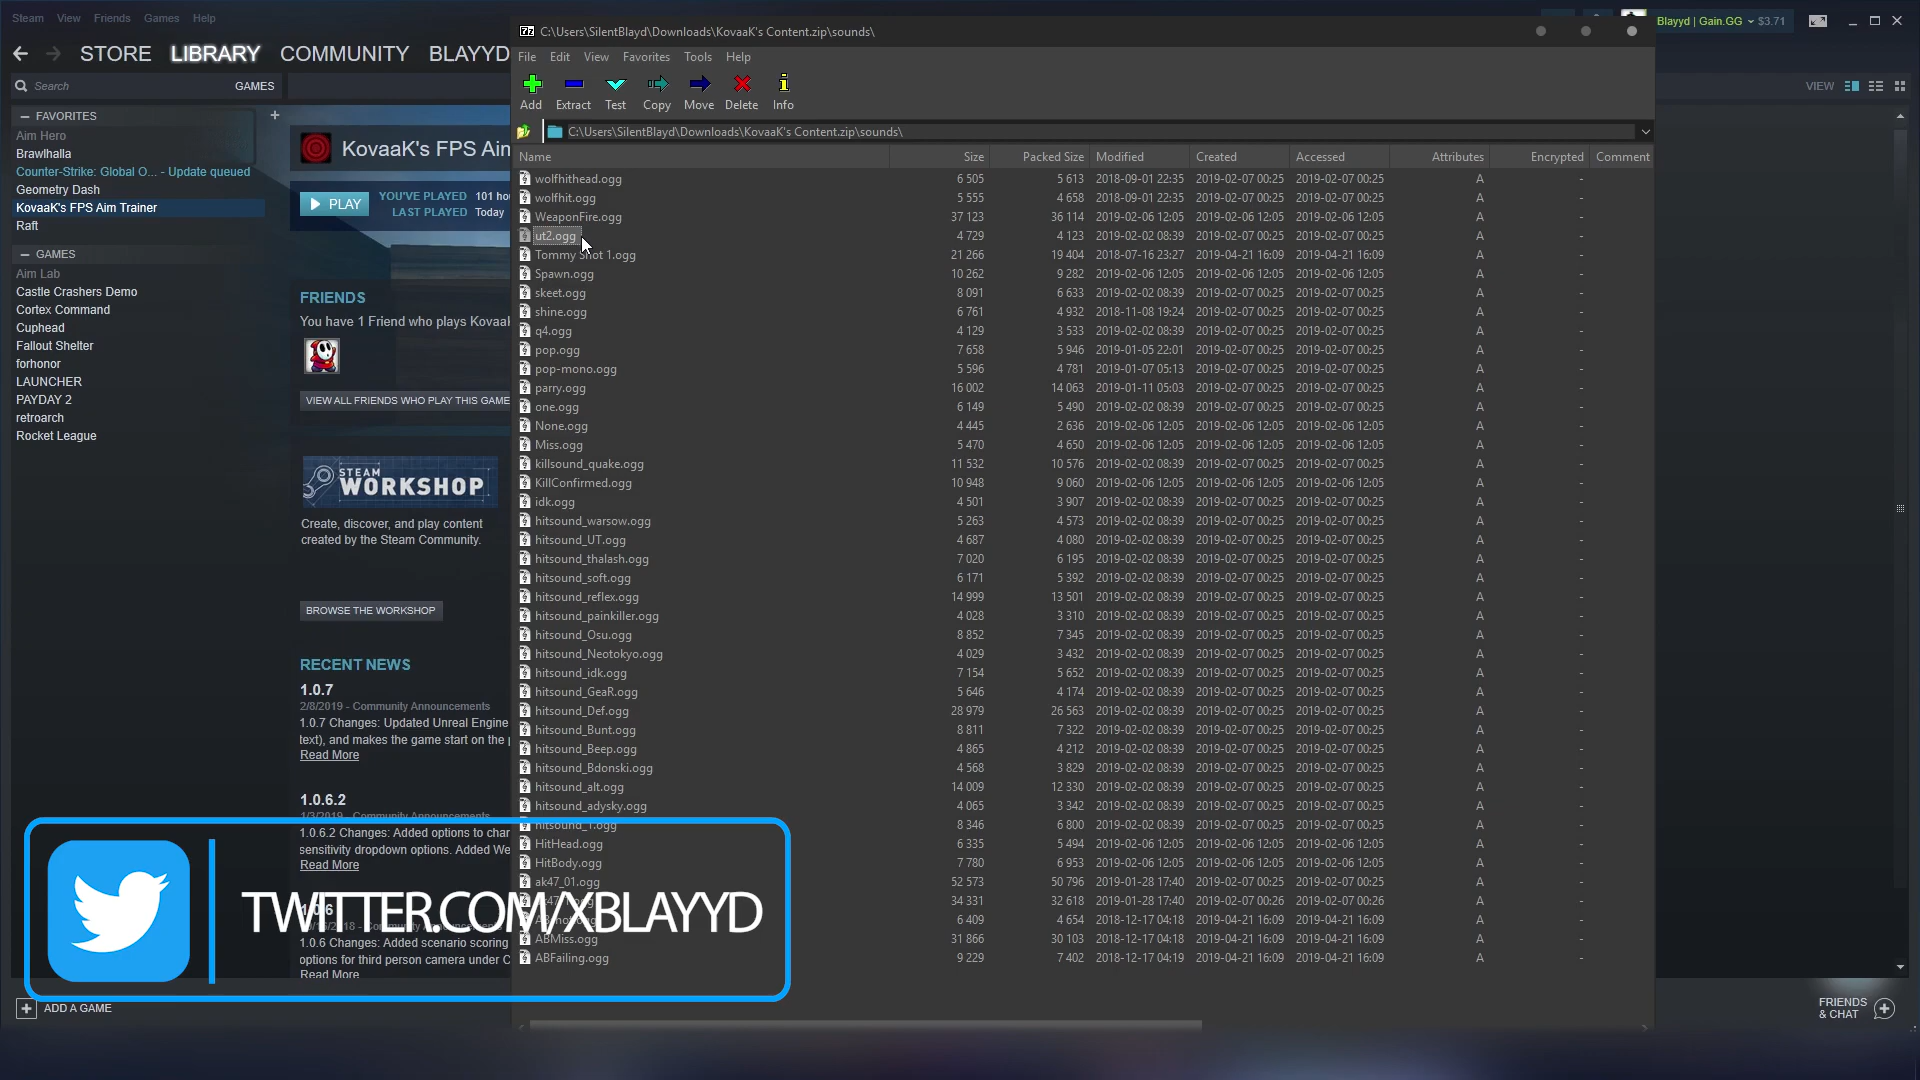 Steam View Friends Games Help
Blayyd | Gain.GG $3.71
STORE LIBRARY COMMUNITY BLAYYD
Search GAMES
VIEW
FAVORITES
Aim Hero
Brawlhalla
Counter-Strike: Global O... - Update queued
Geometry Dash
KovaaK's FPS Aim Trainer
Raft
GAMES
Aim Lab
Castle Crashers Demo
Cortex Command
Cuphead
Fallout Shelter
forhonor
LAUNCHER
PAYDAY 2
retroarch
Rocket League
ADD A GAME
KovaaK's FPS Ain
PLAY
YOU'VE PLAYED 101 hou
LAST PLAYED Today
FRIENDS
You have 1 Friend who plays Kovaak
VIEW ALL FRIENDS WHO PLAY THIS GAME
STEAM
WORKSHOP
Create, discover, and play content
created by the Steam Community.
BROWSE THE WORKSHOP
RECENT NEWS
1.0.7
2/8/2019 - Community Announcements
1.0.7 Changes: Updated Unreal Engine
text), and makes the game start on the p
Read More
1.0.6.2
1.0.6.2 Changes: Added options to char
sensitivity dropdown options. Added We
Read More
1.0.6 Changes: Added scenario scoring
options for third person camera under C
Read More
TWITTER.COM/XBLAYYD
7z C:\Users\SilentBlayd\Downloads\KovaaK's Content.zip\sounds\
File Edit View Favorites Tools Help
Add Extract Test Copy Move Delete Info
C:\Users\SilentBlayd\Downloads\KovaaK's Content.zip\sounds\
Name Size Packed Size Modified Created Accessed Attributes Encrypted Comment
wolfhithead.ogg 6 505 5 613 2018-09-01 22:35 2019-02-07 00:25 2019-02-07 00:25 A -
wolfhit.ogg 5 555 4 658 2018-09-01 22:35 2019-02-07 00:25 2019-02-07 00:25 A -
WeaponFire.ogg 37 123 36 114 2019-02-06 12:05 2019-02-06 12:05 2019-02-06 12:05 A -
ut2.ogg 4 729 4 123 2019-02-02 08:39 2019-02-07 00:25 2019-02-07 00:25 A -
Tommy Shot 1.ogg 21 266 19 404 2018-07-16 23:27 2019-04-21 16:09 2019-04-21 16:09 A -
Spawn.ogg 10 262 9 282 2019-02-06 12:05 2019-02-06 12:05 2019-02-06 12:05 A -
skeet.ogg 8 091 6 633 2019-02-02 08:39 2019-02-07 00:25 2019-02-07 00:25 A -
shine.ogg 6 761 4 932 2018-11-08 19:24 2019-02-07 00:25 2019-02-07 00:25 A -
q4.ogg 4 129 3 533 2019-02-02 08:39 2019-02-07 00:25 2019-02-07 00:25 A -
pop.ogg 7 658 5 946 2019-01-05 22:01 2019-02-07 00:25 2019-02-07 00:25 A -
pop-mono.ogg 5 596 4 781 2019-01-07 05:13 2019-02-07 00:25 2019-02-07 00:25 A -
parry.ogg 16 002 14 063 2019-01-11 05:03 2019-02-07 00:25 2019-02-07 00:25 A -
one.ogg 6 149 5 490 2019-02-02 08:39 2019-02-07 00:25 2019-02-07 00:25 A -
None.ogg 4 445 2 636 2019-02-06 12:05 2019-02-06 12:05 2019-02-06 12:05 A -
Miss.ogg 5 470 4 650 2019-02-06 12:05 2019-02-06 12:05 2019-02-06 12:05 A -
killsound_quake.ogg 11 532 10 576 2019-02-02 08:39 2019-02-07 00:25 2019-02-07 00:25 A -
KillConfirmed.ogg 10 948 9 060 2019-02-06 12:05 2019-02-06 12:05 2019-02-06 12:05 A -
idk.ogg 4 501 3 907 2019-02-02 08:39 2019-02-07 00:25 2019-02-07 00:25 A -
hitsound_warsow.ogg 5 263 4 573 2019-02-02 08:39 2019-02-07 00:25 2019-02-07 00:25 A -
hitsound_UT.ogg 4 687 4 080 2019-02-02 08:39 2019-02-07 00:25 2019-02-07 00:25 A -
hitsound_thalash.ogg 7 020 6 195 2019-02-02 08:39 2019-02-07 00:25 2019-02-07 00:25 A -
hitsound_soft.ogg 6 171 5 392 2019-02-02 08:39 2019-02-07 00:25 2019-02-07 00:25 A -
hitsound_reflex.ogg 14 999 13 501 2019-02-02 08:39 2019-02-07 00:25 2019-02-07 00:25 A -
hitsound_painkiller.ogg 4 028 3 310 2019-02-02 08:39 2019-02-07 00:25 2019-02-07 00:25 A -
hitsound_Osu.ogg 8 852 7 345 2019-02-02 08:39 2019-02-07 00:25 2019-02-07 00:25 A -
hitsound_Neotokyo.ogg 4 029 3 432 2019-02-02 08:39 2019-02-07 00:25 2019-02-07 00:25 A -
hitsound_idk.ogg 7 154 5 652 2019-02-02 08:39 2019-02-07 00:25 2019-02-07 00:25 A -
hitsound_GeaR.ogg 5 646 4 174 2019-02-02 08:39 2019-02-07 00:25 2019-02-07 00:25 A -
hitsound_Def.ogg 28 979 26 563 2019-02-02 08:39 2019-02-07 00:25 2019-02-07 00:25 A -
hitsound_Bunt.ogg 8 811 7 322 2019-02-02 08:39 2019-02-07 00:25 2019-02-07 00:25 A -
hitsound_Beep.ogg 4 865 4 212 2019-02-02 08:39 2019-02-07 00:25 2019-02-07 00:25 A -
hitsound_Bdonski.ogg 4 568 3 829 2019-02-02 08:39 2019-02-07 00:25 2019-02-07 00:25 A -
hitsound_alt.ogg 14 009 12 330 2019-02-02 08:39 2019-02-07 00:25 2019-02-07 00:25 A -
hitsound_adysky.ogg 4 065 3 342 2019-02-02 08:39 2019-02-07 00:25 2019-02-07 00:25 A -
hitsound_1.ogg 8 346 6 800 2019-02-02 08:39 2019-02-07 00:25 2019-02-07 00:25 A -
HitHead.ogg 6 335 5 494 2019-02-06 12:05 2019-02-06 12:05 2019-02-06 12:05 A -
HitBody.ogg 7 780 6 953 2019-02-06 12:05 2019-02-06 12:05 2019-02-06 12:05 A -
ak47_01.ogg 52 573 50 796 2019-01-28 17:40 2019-02-07 00:25 2019-02-07 00:25 A -
34 331 32 618 2019-01-28 17:40 2019-02-07 00:26 2019-02-07 00:26 A -
6 409 4 654 2018-12-17 04:18 2019-04-21 16:09 2019-04-21 16:09 A -
ABMiss.ogg 31 866 30 103 2018-12-17 04:18 2019-04-21 16:09 2019-04-21 16:09 A -
ABFailing.ogg 9 229 7 402 2018-12-17 04:19 2019-04-21 16:09 2019-04-21 16:09 A -
FRIENDS
& CHAT